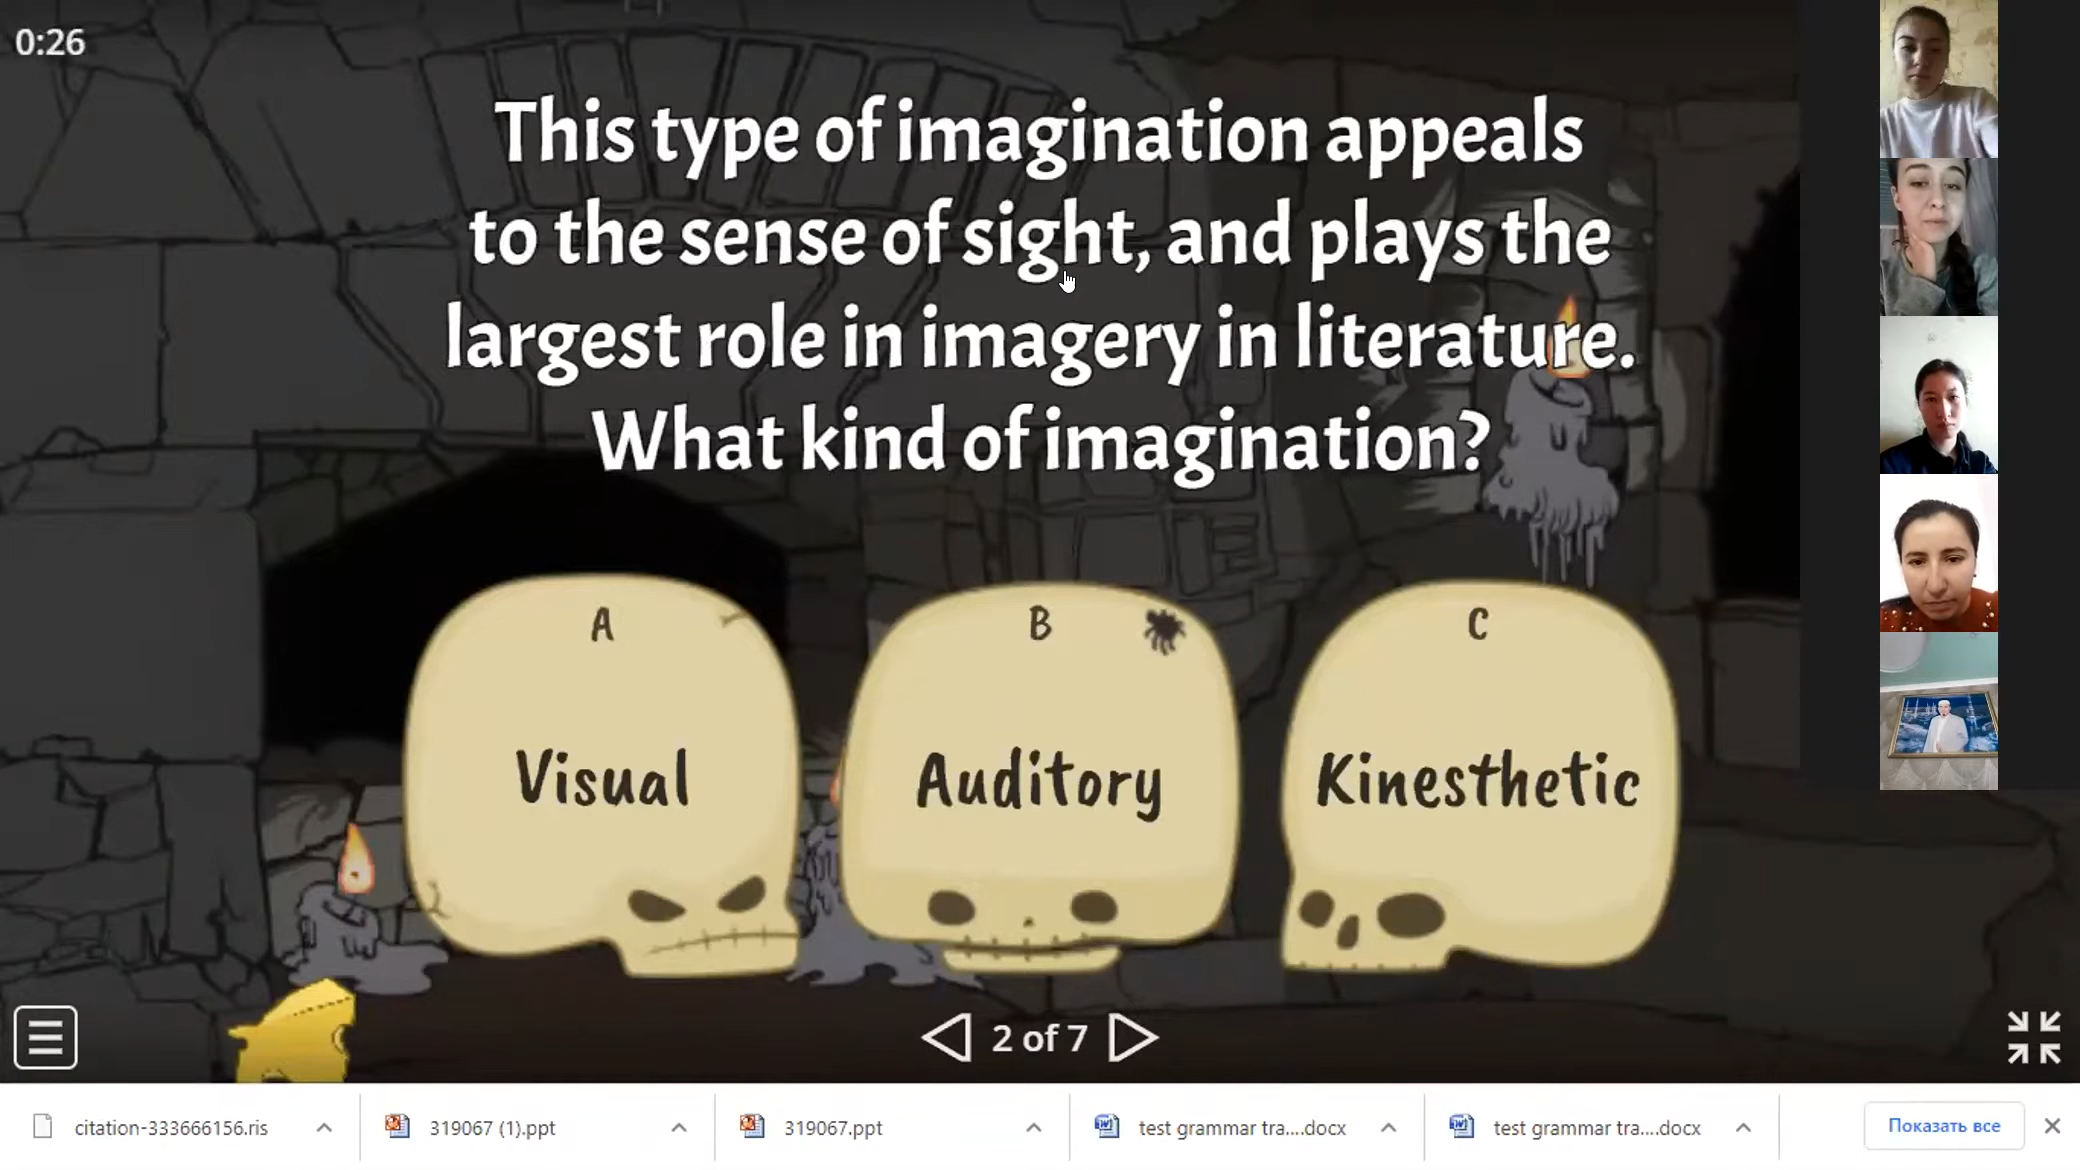 0:26
This type of imagination appeals
to the sense of sight, and plays the
largest role in imagery in literature.
What kind of imagination?
A
B
C
Visual
Auditory
Kinesthetic
2 of 7
citation-333666156.ris
319067 (1).ppt
319067.ppt
test grammar tra....docx
test grammar tra....docx
Показать все